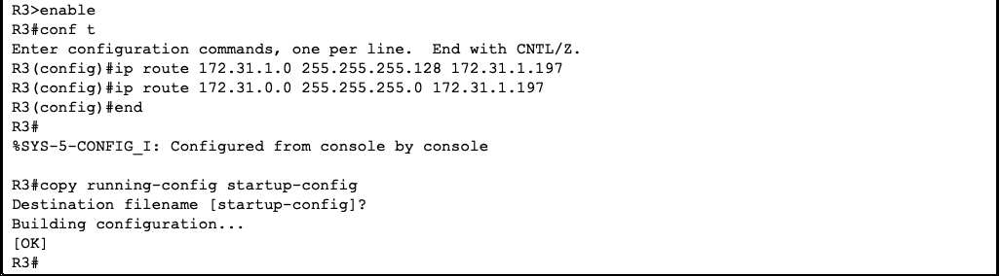 R3>enable
R3#conf t
Enter configuration commands, one per line.  End with CNTL/Z.
R3(config)#ip route 172.31.1.0 255.255.255.128 172.31.1.197
R3(config)#ip route 172.31.0.0 255.255.255.0 172.31.1.197
R3(config)#end
R3#
%SYS-5-CONFIG_I: Configured from console by console
R3#copy running-config startup-config
Destination filename [startup-config]?
Building configuration...
[OK]
R3#